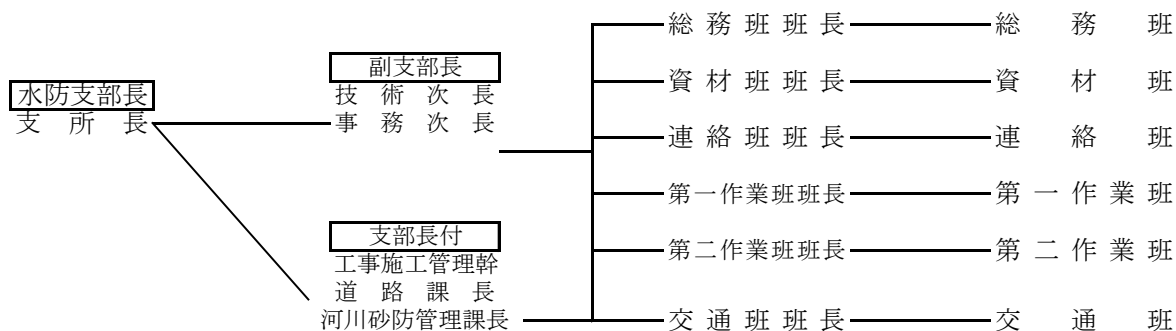 水防支部長
支所長
副支部長
技術次長
事務次長
支部長付
工事施工管理幹
道路課長
河川砂防管理課長
総務班班長 総務班
資材班班長 資材班
連絡班班長 連絡班
第一作業班班長 第一作業班
第二作業班班長 第二作業班
交通班班長 交通班